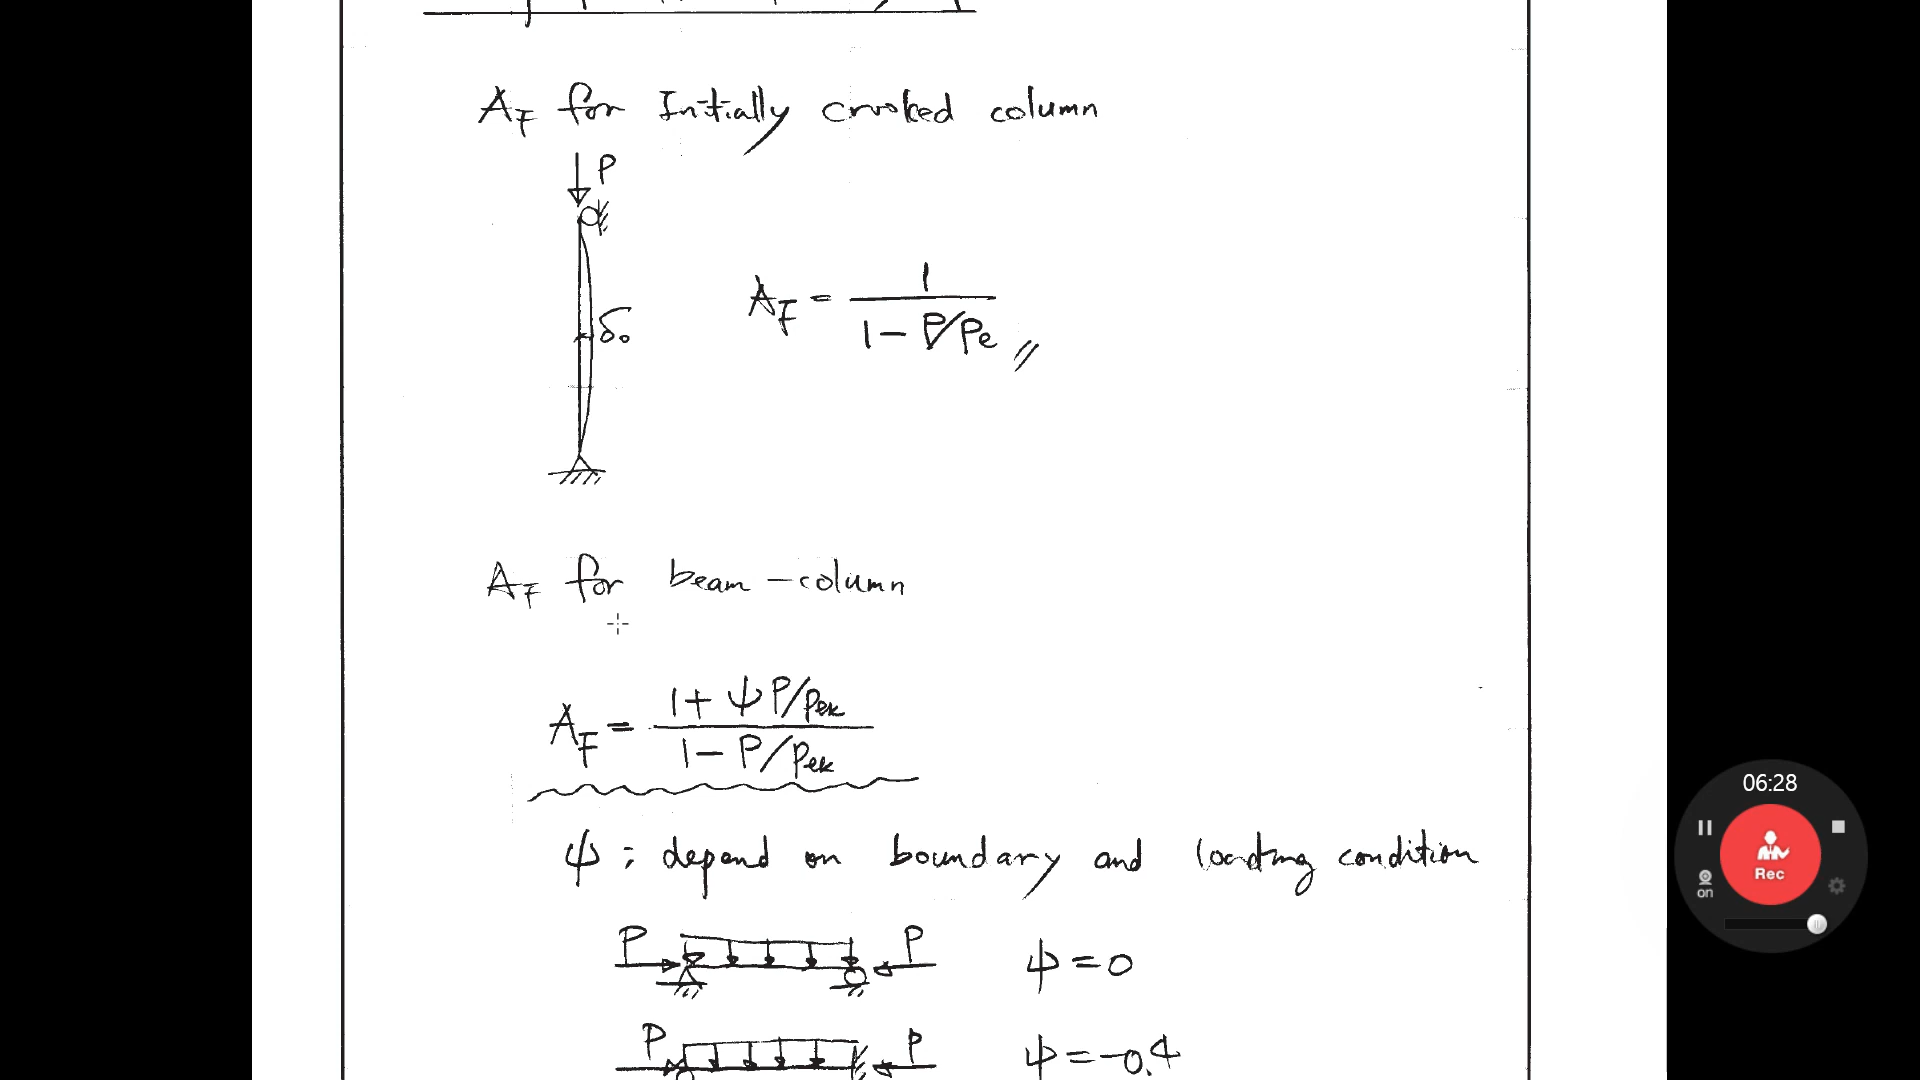 A_F for Initially crooked column
P
δ₀
A_F = 1 / (1 - P/Pe) //
A_F for beam-column
A_F = (1 + ψ P/Pek) / (1 - P/Pek)
ψ ; depend on boundary and loading condition
P P ψ = 0
P P ψ = -0.4
06:28
Rec
on